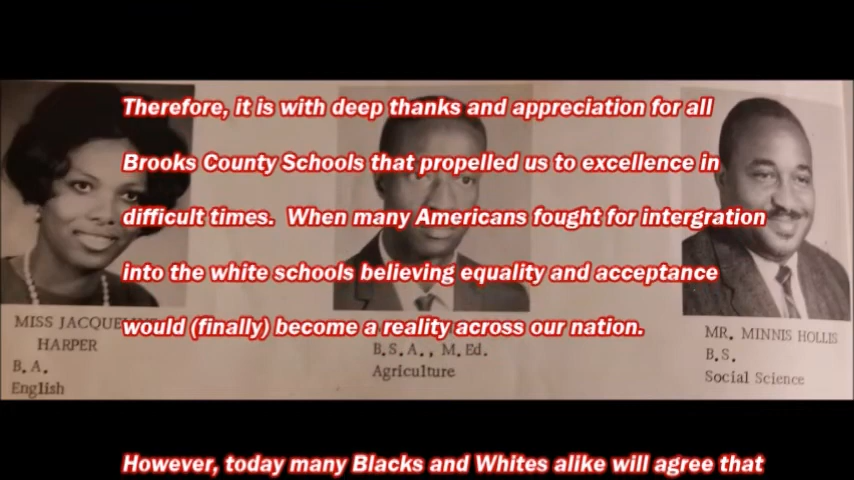 Therefore, it is with deep thanks and appreciation for all
Brooks County Schools that propelled us to excellence in
difficult times.  When many Americans fought for intergration
into the white schools believing equality and acceptance
would (finally) become a reality across our nation.
MISS JACQUELINE
HARPER
B.A.
English
B.S.A., M.Ed.
Agriculture
MR. MINNIS HOLLIS
B.S.
Social Science
However, today many Blacks and Whites alike will agree that